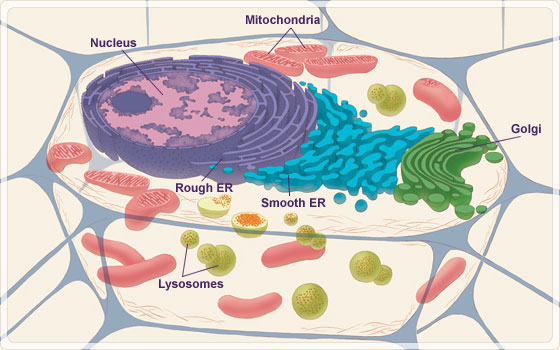 Mitochondria
Nucleus
Golgi
Rough ER
Smooth ER
Lysosomes